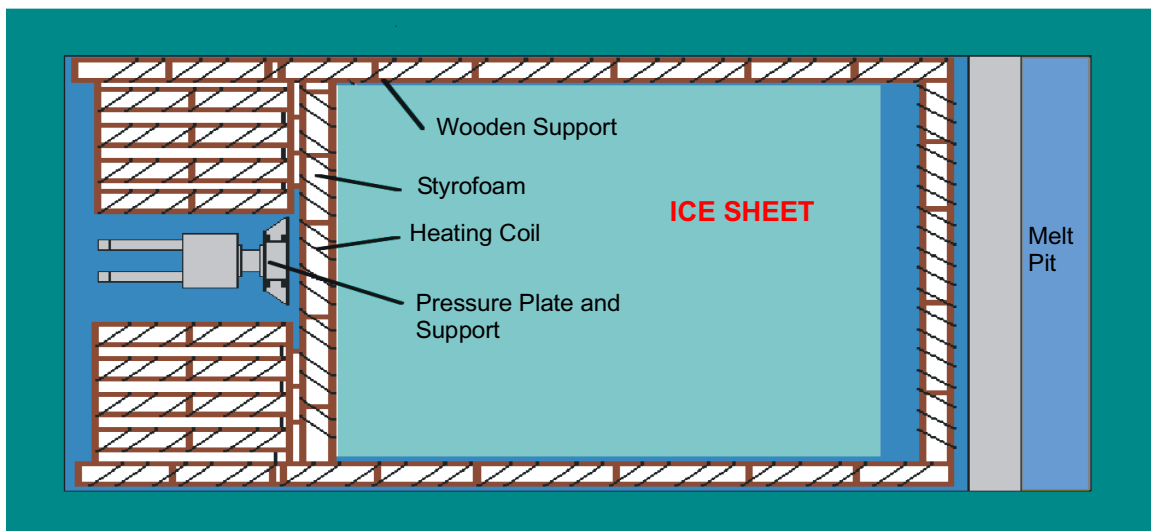 Wooden Support
Styrofoam
ICE SHEET
Heating Coil
Melt
Pit
Pressure Plate and
Support